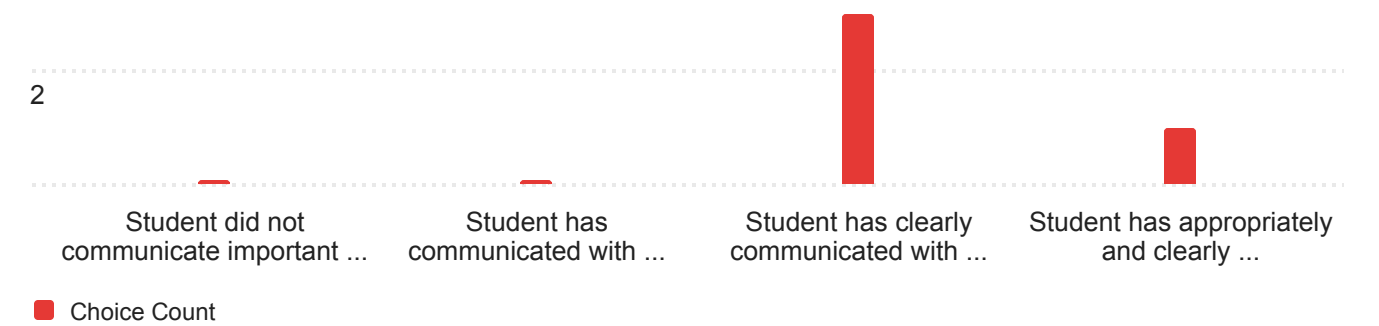 2
Student did not
communicate important ...
Student has
communicated with ...
Student has clearly
communicated with ...
Student has appropriately
and clearly ...
Choice Count